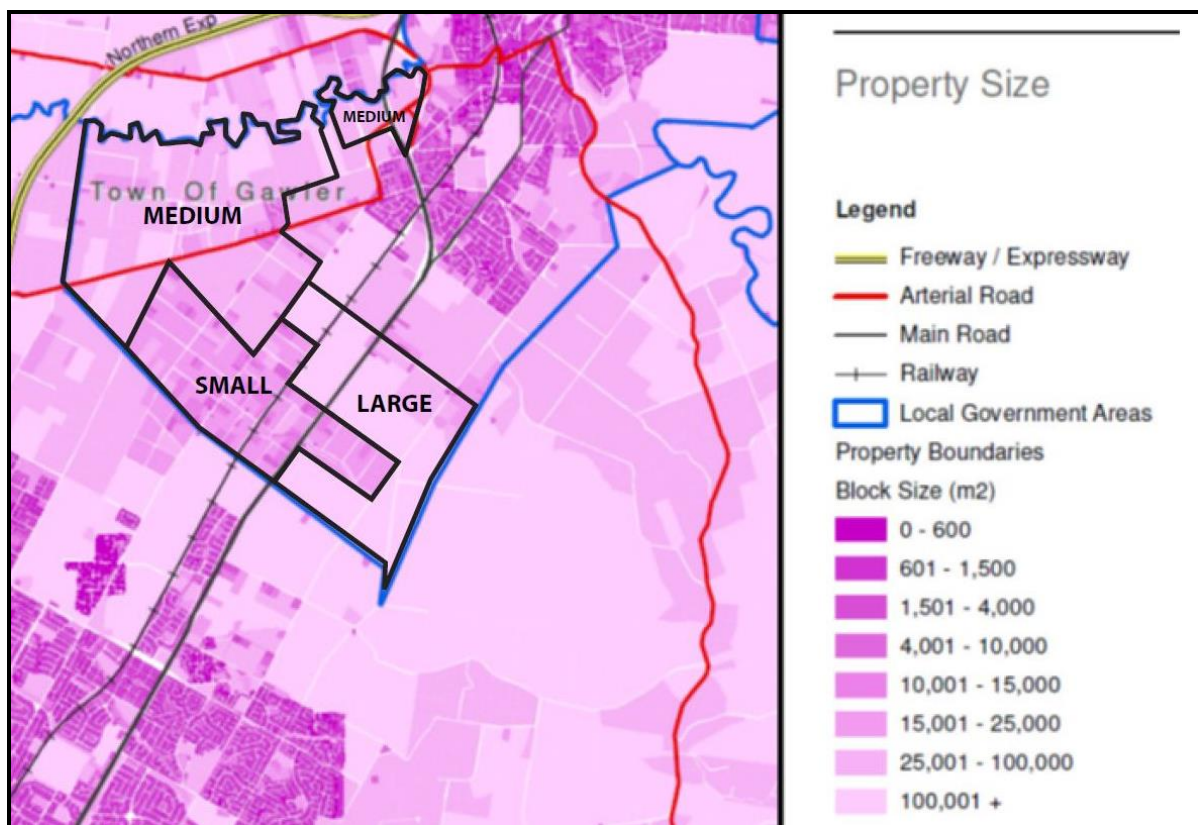 Northern Exp
MEDIUM
Town Of Gawler
MEDIUM
SMALL
LARGE
Property Size
Legend
Freeway / Expressway
Arterial Road
Main Road
Railway
Local Government Areas
Property Boundaries
Block Size (m2)
0 - 600
601 - 1,500
1,501 - 4,000
4,001 - 10,000
10,001 - 15,000
15,001 - 25,000
25,001 - 100,000
100,001 +